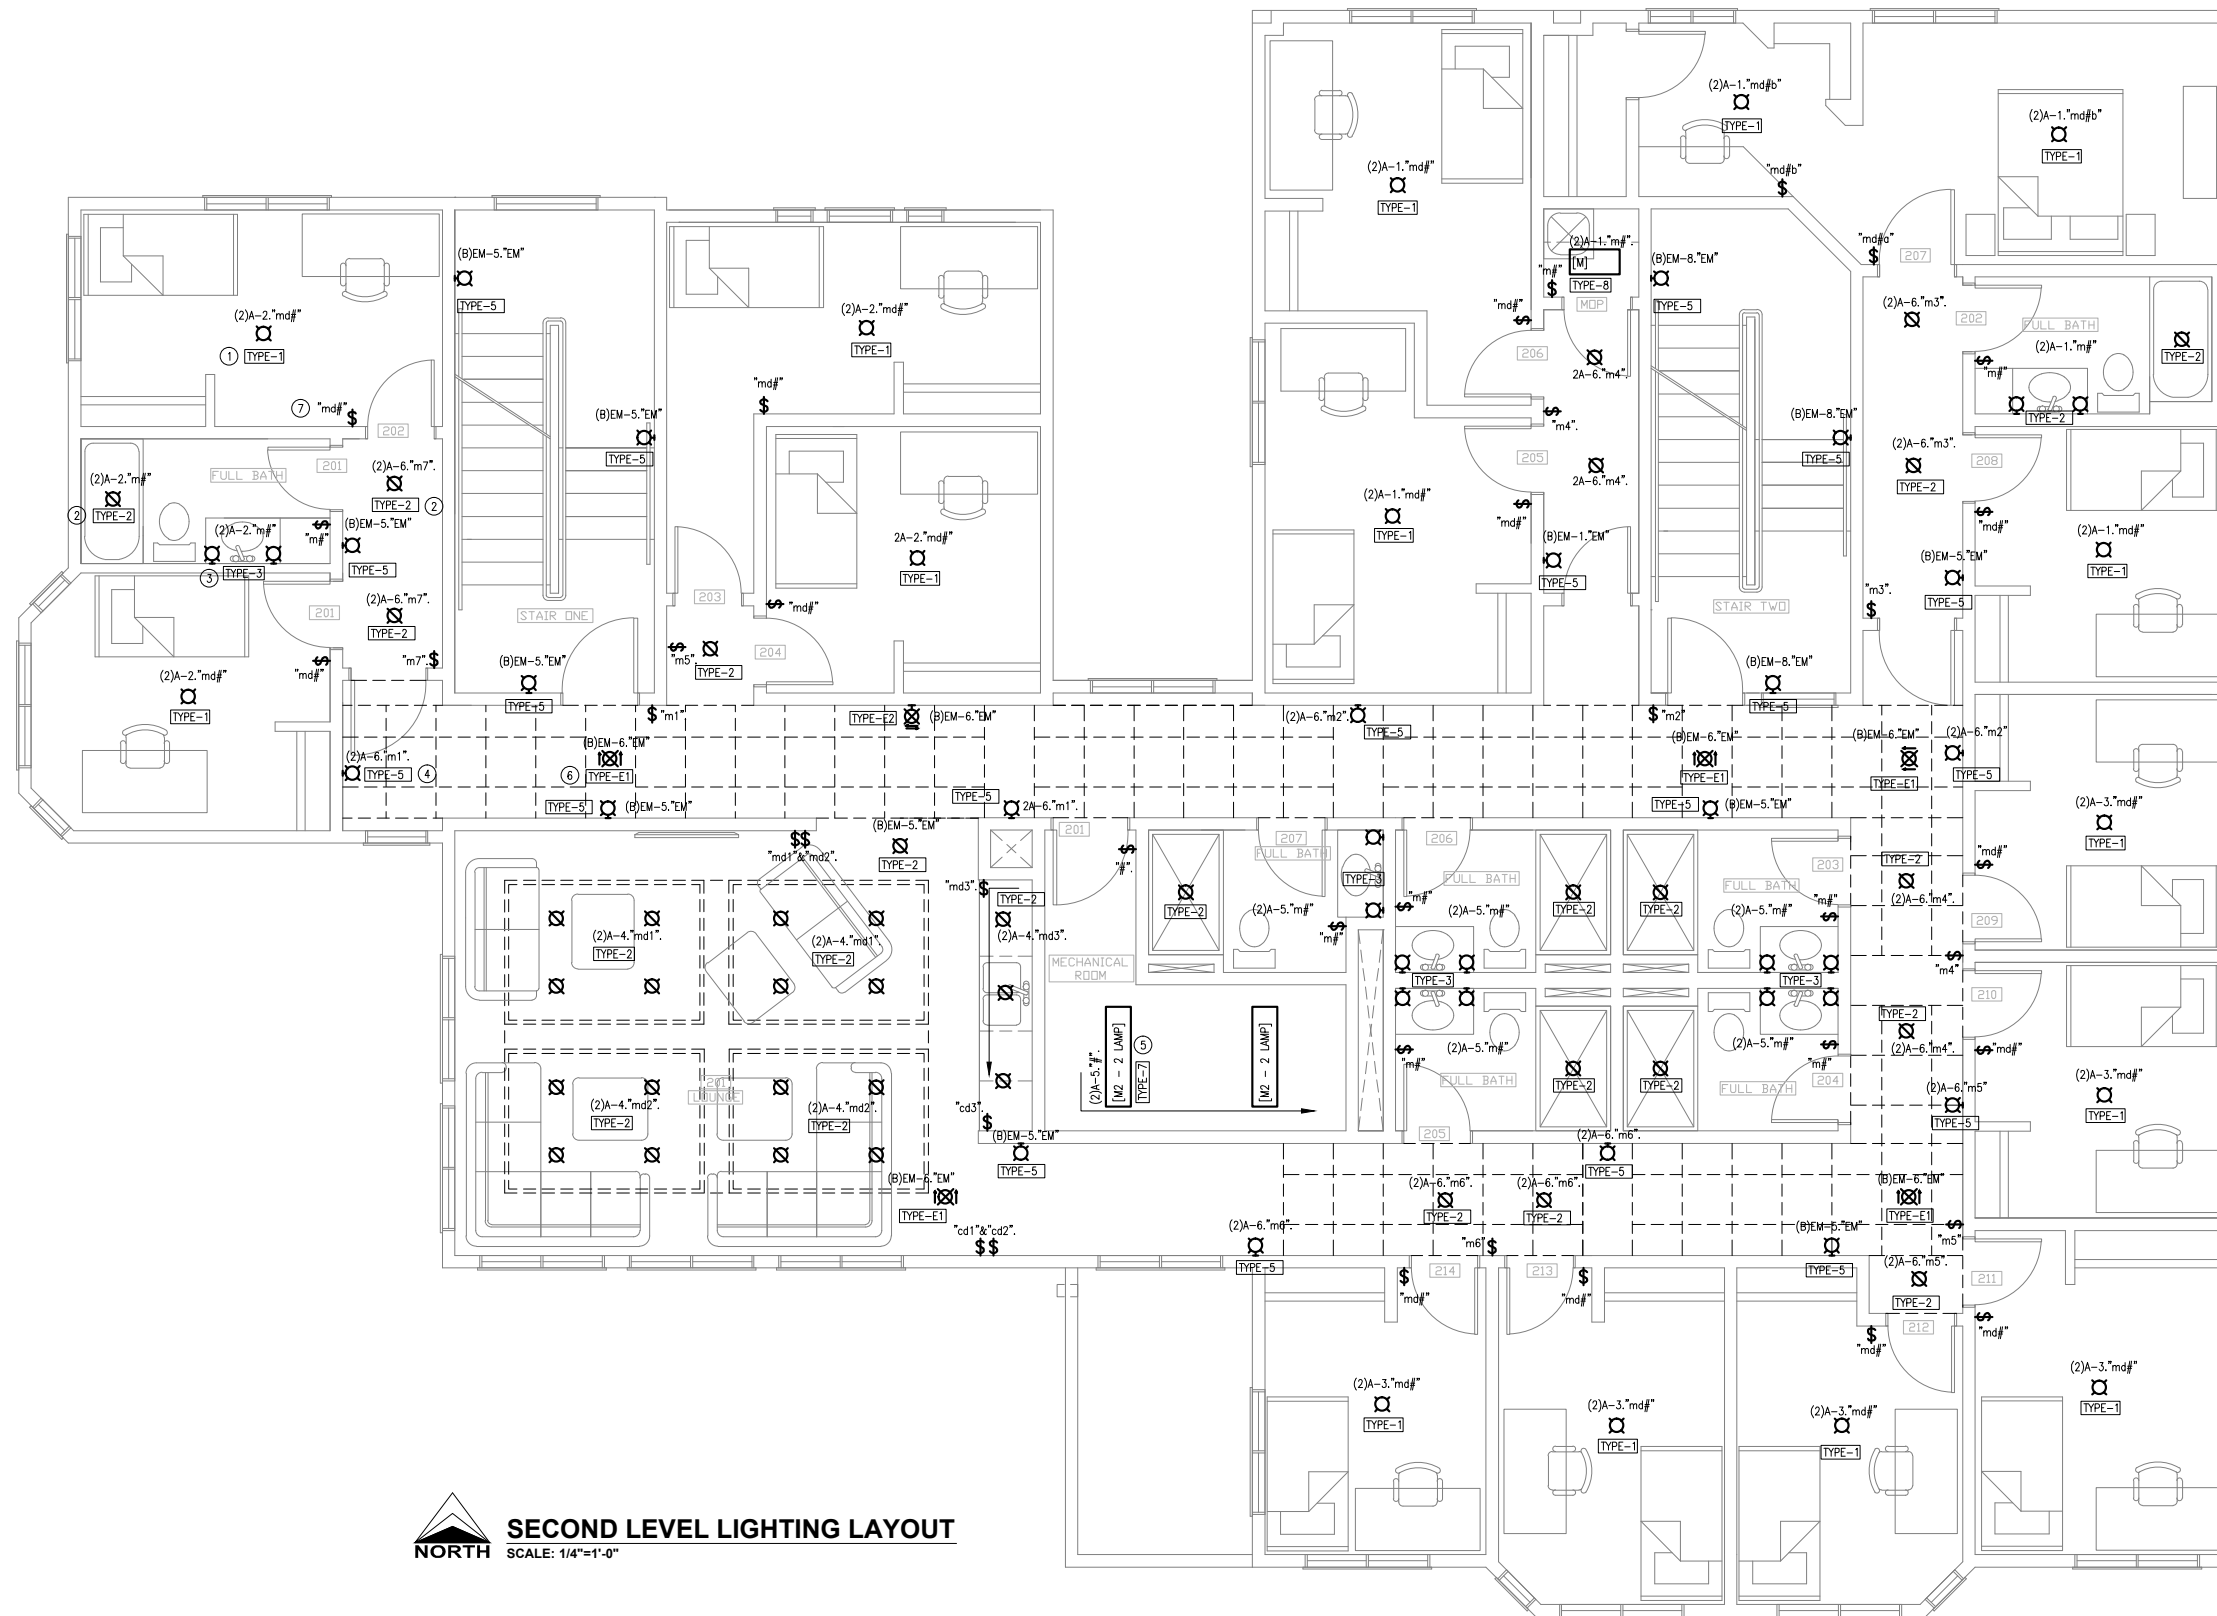 (2)A-1."md#b"
TYPE-1
(2)A-1."md#b"
TYPE-1
(2)A-1."md#"
TYPE-1
"md#b"
"md#a"
207
(B)EM-5."EM"
TYPE-5
(2)A-1."m#".
[M]
TYPE-8
"m#"
MOP
(B)EM-8."EM"
TYPE-5
(2)A-6."m3".
202
FULL BATH
(2)A-1."m#"
TYPE-2
"m#"
TYPE-2
(2)A-2."md#"
1
TYPE-1
(2)A-2."md#"
TYPE-1
"md#"
206
2A-6."m4".
"m4".
7
"md#"
202
"md#"
(B)EM-5."EM"
TYPE-5
(B)EM-8."EM"
TYPE-5
(2)A-6."m3".
TYPE-2
208
"md#"
205
2A-6."m4".
"md#"
201
FULL BATH
(2)A-2."m#"
2
TYPE-2
(2)A-6."m7".
TYPE-2
2
(2)A-2."m#"
3
TYPE-3
"m#"
(B)EM-5."EM"
TYPE-5
(2)A-1."md#"
TYPE-1
(B)EM-1."EM"
TYPE-5
2A-2."md#"
TYPE-1
(2)A-1."md#"
TYPE-1
(B)EM-5."EM"
TYPE-5
201
(2)A-6."m7".
TYPE-2
"m7".
"md#"
STAIR ONE
203
"md#"
"m5".
TYPE-2
204
STAIR TWO
"m3".
(2)A-2."md#"
TYPE-1
(B)EM-5."EM"
TYPE-5
"m1"
(B)EM-8."EM"
TYPE-5
TYPE-E2
(B)EM-6."EM"
(2)A-6."m2".
TYPE-5
"m2"
(B)EM-6."EM"
TYPE-E1
(B)EM-6."EM"
TYPE-E1
(2)A-6."m2"
TYPE-5
(2)A-6."m1".
TYPE-5
4
6
(B)EM-6."EM"
TYPE-E1
TYPE-5
(B)EM-5."EM"
TYPE-5
2A-6."m1".
TYPE-5
(B)EM-5."EM"
(2)A-3."md#"
TYPE-1
"md1"&"md2".
(B)EM-5."EM"
TYPE-2
201
"#".
207
FULL BATH
206
203
TYPE-2
(2)A-6."m4".
"md#"
209
"md3".
TYPE-2
(2)A-4."md3".
TYPE-2
(2)A-5."m#"
TYPE-3
"m#"
"m#"
FULL BATH
(2)A-5."m#"
TYPE-2
TYPE-2
FULL BATH
(2)A-5."m#"
"m#"
(2)A-4."md1".
TYPE-2
(2)A-4."md1".
TYPE-2
MECHANICAL
ROOM
TYPE-3
TYPE-3
"m4"
210
(2)A-5."#".
[M2 - 2 LAMP]
5
TYPE-7
[M2 - 2 LAMP]
(2)A-5."m#"
"m#"
FULL BATH
TYPE-2
TYPE-2
(2)A-5."m#"
"m#"
FULL BATH
204
TYPE-2
(2)A-6."m4".
"md#"
(2)A-6."m5"
TYPE-5
(2)A-3."md#"
TYPE-1
201
LOUNGE
(2)A-4."md2".
TYPE-2
(2)A-4."md2".
TYPE-2
"cd3".
(B)EM-5."EM"
TYPE-5
205
(2)A-6."m6".
TYPE-5
(B)EM-6."EM"
TYPE-E1
"cd1"&"cd2".
(2)A-6."m6".
TYPE-5
(2)A-6."m6".
TYPE-2
(2)A-6."m6".
TYPE-2
"m6"
(B)EM-5."EM"
TYPE-5
(B)EM-6."EM"
TYPE-E1
"m5"
(2)A-6."m5".
TYPE-2
211
214
"md#"
213
"md#"
"md#"
212
"md#"
(2)A-3."md#"
TYPE-1
(2)A-3."md#"
TYPE-1
(2)A-3."md#"
TYPE-1
(2)A-3."md#"
TYPE-1
NORTH
SECOND LEVEL LIGHTING LAYOUT
SCALE: 1/4"=1'-0"